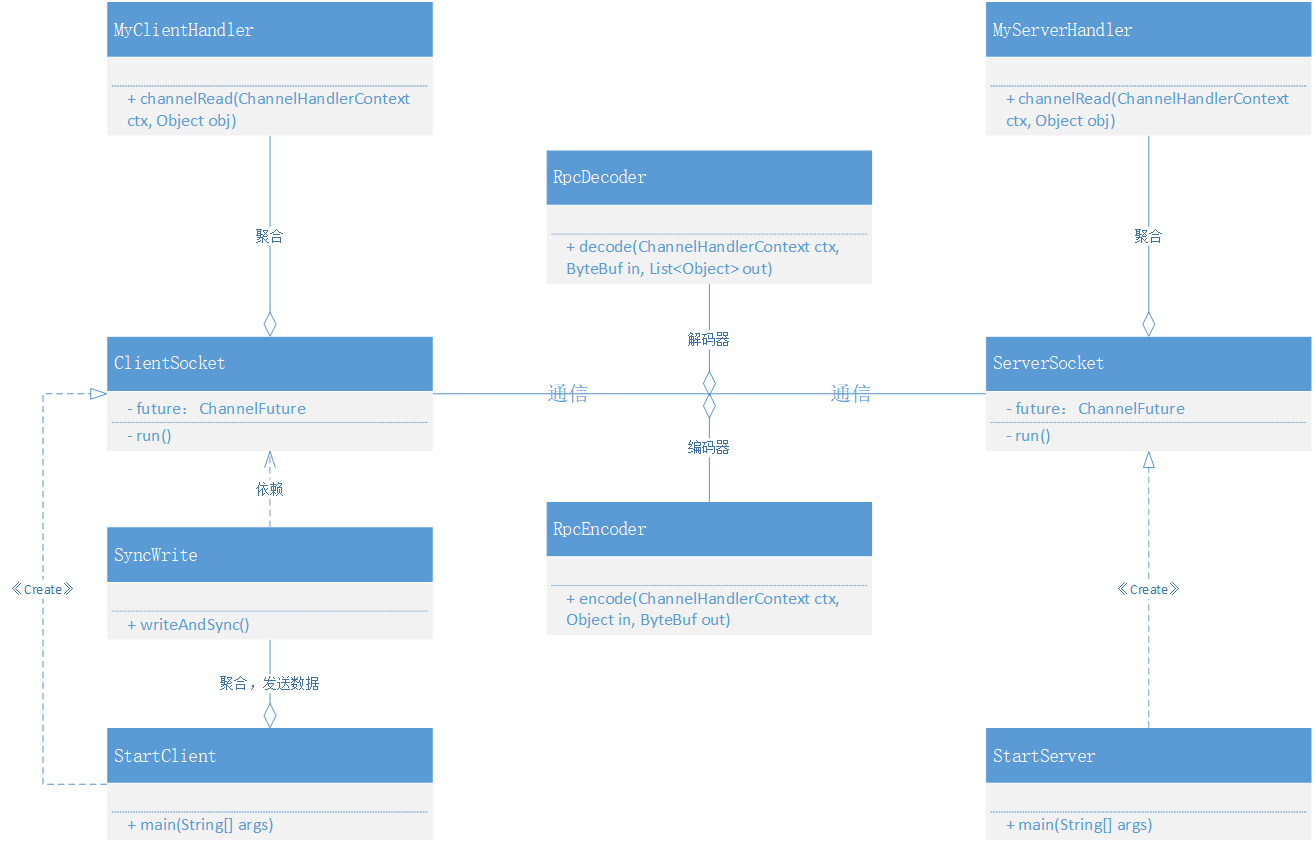 MyClientHandler
+ channelRead(ChannelHandlerContext
ctx, Object obj)
MyServerHandler
+ channelRead(ChannelHandlerContext
ctx, Object obj)
RpcDecoder
+ decode(ChannelHandlerContext ctx,
ByteBuf in, List<Object> out)
聚合
聚合
解码器
ClientSocket
- future：ChannelFuture
- run()
通信
通信
ServerSocket
- future：ChannelFuture
- run()
编码器
依赖
RpcEncoder
+ encode(ChannelHandlerContext ctx,
Object in, ByteBuf out)
SyncWrite
+ writeAndSync()
《Create》
《Create》
聚合，发送数据
StartClient
+ main(String[] args)
StartServer
+ main(String[] args)